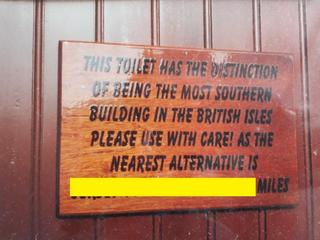 THIS TOILET HAS THE DISTINCTION
OF BEING THE MOST SOUTHERN
BUILDING IN THE BRITISH ISLES
PLEASE USE WITH CARE! AS THE
NEAREST ALTERNATIVE IS
MILES